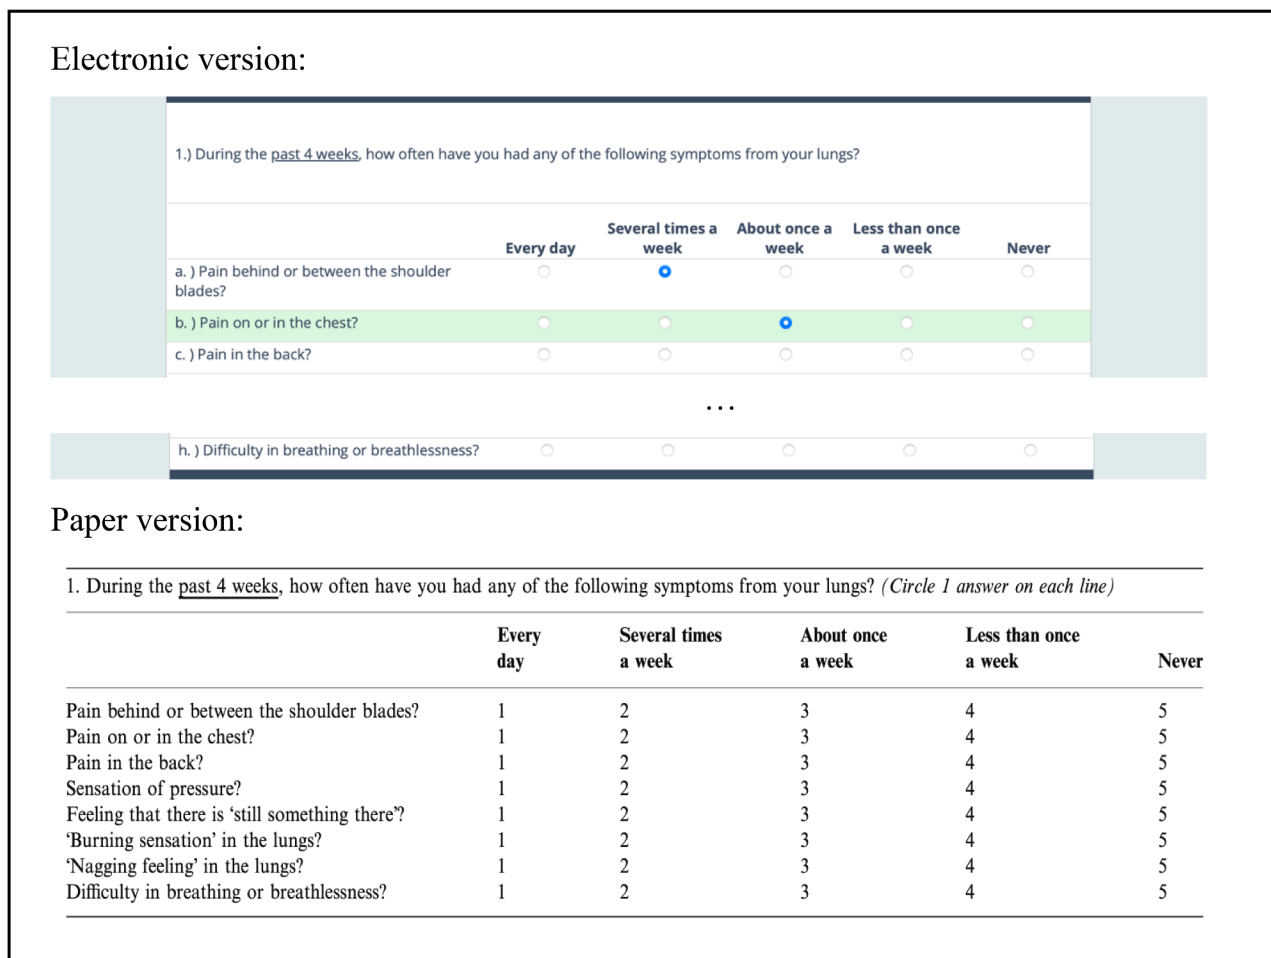 Electronic version:
1.) During the past 4 weeks, how often have you had any of the following symptoms from your lungs?
Every day Several times a week About once a week Less than once a week Never
a. ) Pain behind or between the shoulder
blades?
b. ) Pain on or in the chest?
c. ) Pain in the back?
...
h. ) Difficulty in breathing or breathlessness?
Paper version:
1. During the past 4 weeks, how often have you had any of the following symptoms from your lungs? (Circle 1 answer on each line)
Every day Several times a week About once a week Less than once a week Never
Pain behind or between the shoulder blades? 1 2 3 4 5
Pain on or in the chest? 1 2 3 4 5
Pain in the back? 1 2 3 4 5
Sensation of pressure? 1 2 3 4 5
Feeling that there is ‘still something there’? 1 2 3 4 5
‘Burning sensation’ in the lungs? 1 2 3 4 5
‘Nagging feeling’ in the lungs? 1 2 3 4 5
Difficulty in breathing or breathlessness? 1 2 3 4 5